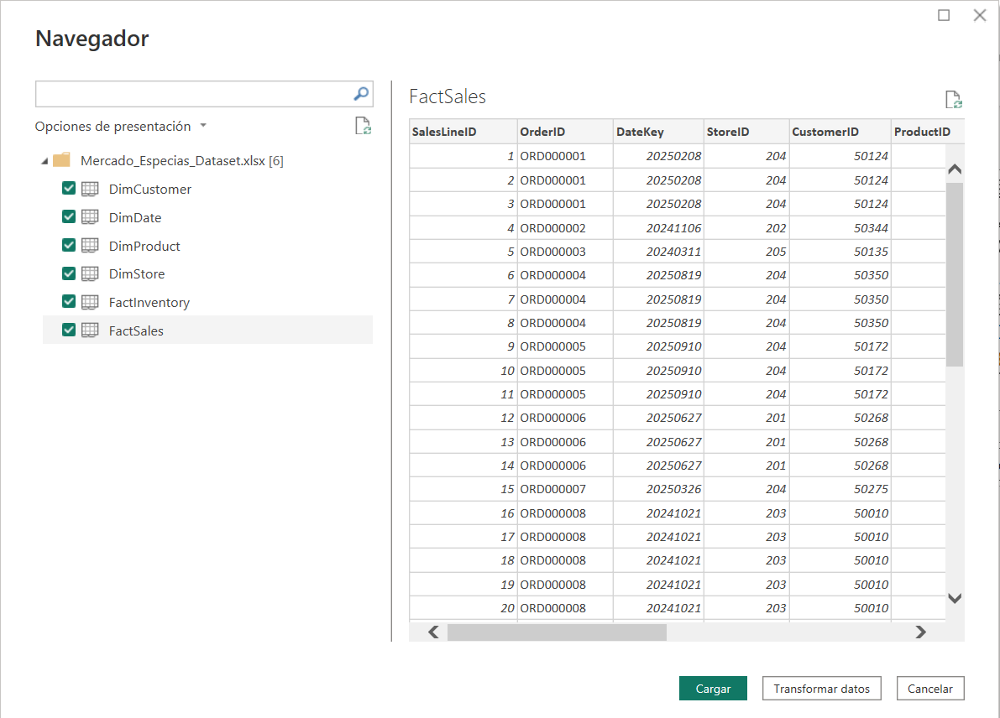 Navegador
Opciones de presentación
Mercado_Especias_Dataset.xlsx [6]
DimCustomer
DimDate
DimProduct
DimStore
FactInventory
FactSales
FactSales
SalesLineID OrderID DateKey StoreID CustomerID ProductID
1 ORD000001 20250208 204 50124
2 ORD000001 20250208 204 50124
3 ORD000001 20250208 204 50124
4 ORD000002 20241106 202 50344
5 ORD000003 20240311 205 50135
6 ORD000004 20250819 204 50350
7 ORD000004 20250819 204 50350
8 ORD000004 20250819 204 50350
9 ORD000005 20250910 204 50172
10 ORD000005 20250910 204 50172
11 ORD000005 20250910 204 50172
12 ORD000006 20250627 201 50268
13 ORD000006 20250627 201 50268
14 ORD000006 20250627 201 50268
15 ORD000007 20250326 204 50275
16 ORD000008 20241021 203 50010
17 ORD000008 20241021 203 50010
18 ORD000008 20241021 203 50010
19 ORD000008 20241021 203 50010
20 ORD000008 20241021 203 50010
Cargar Transformar datos Cancelar